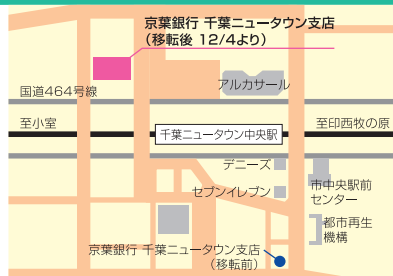 京葉銀行 千葉ニュータウン支店
（移転後 12/4より）
アルカサール
国道464号線
至小室
千葉ニュータウン中央駅
至印西牧の原
デニーズ
セブンイレブン
市中央駅前
センター
都市再生
機構
京葉銀行 千葉ニュータウン支店
（移転前）